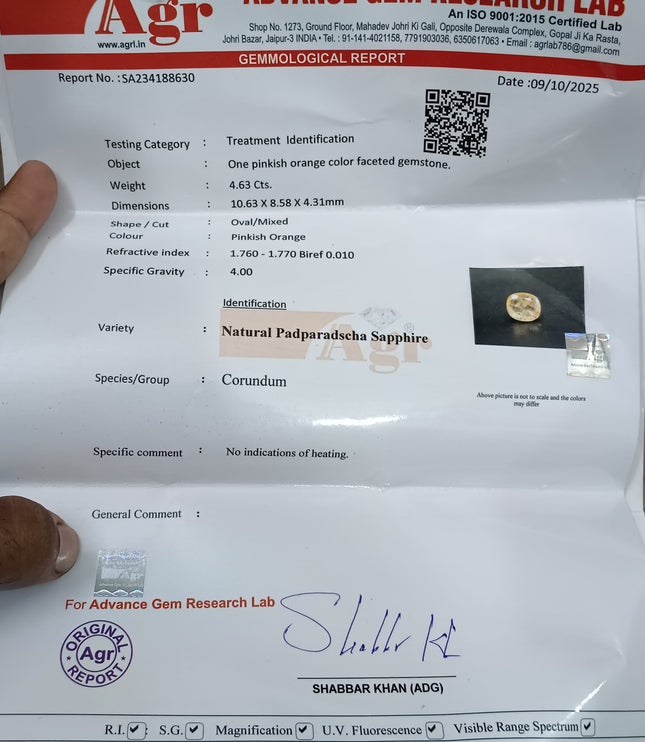 Agr
ADVANCE GEM RESEARCH LAB
An ISO 9001:2015 Certified Lab
www.agrl.in
Shop No. 1273, Ground Floor, Mahadev Johri Ki Gali, Opposite Derewala Complex, Gopal Ji Ka Rasta,
Johri Bazar, Jaipur-3 INDIA • Tel. : 91-141-4021158, 7791903036, 6350617063 • Email : agrlab786@gmail.com
GEMMOLOGICAL REPORT
Report No. :SA234188630
Date :09/10/2025
Testing Category : Treatment Identification
Object : One pinkish orange color faceted gemstone.
Weight : 4.63 Cts.
Dimensions : 10.63 X 8.58 X 4.31mm
Shape / Cut : Oval/Mixed
Colour : Pinkish Orange
Refractive index : 1.760 - 1.770 Biref 0.010
Specific Gravity : 4.00
Identification
Agr®
Variety : Natural Padparadscha Sapphire
Species/Group : Corundum
Above picture is not to scale and the colors
may differ
Specific comment : No indications of heating.
General Comment :
For Advance Gem Research Lab
ORIGINAL
Agr
REPORT
SHABBAR KHAN (ADG)
R.I. S.G. Magnification U.V. Fluorescence Visible Range Spectrum